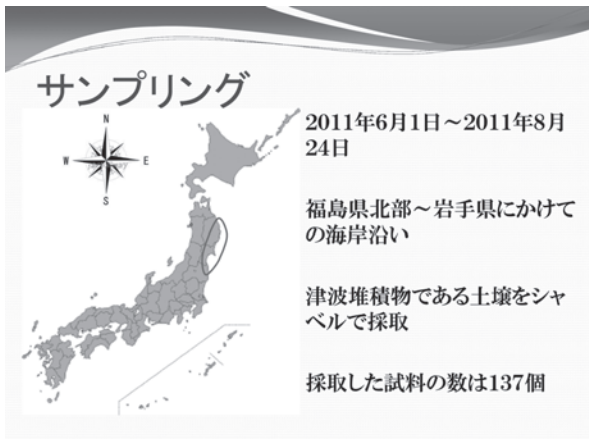 サンプリング
N
W
E
S
2011年6月1日～2011年8月
24日
福島県北部～岩手県にかけて
の海岸沿い
津波堆積物である土壌をシャ
ベルで採取
採取した試料の数は137個